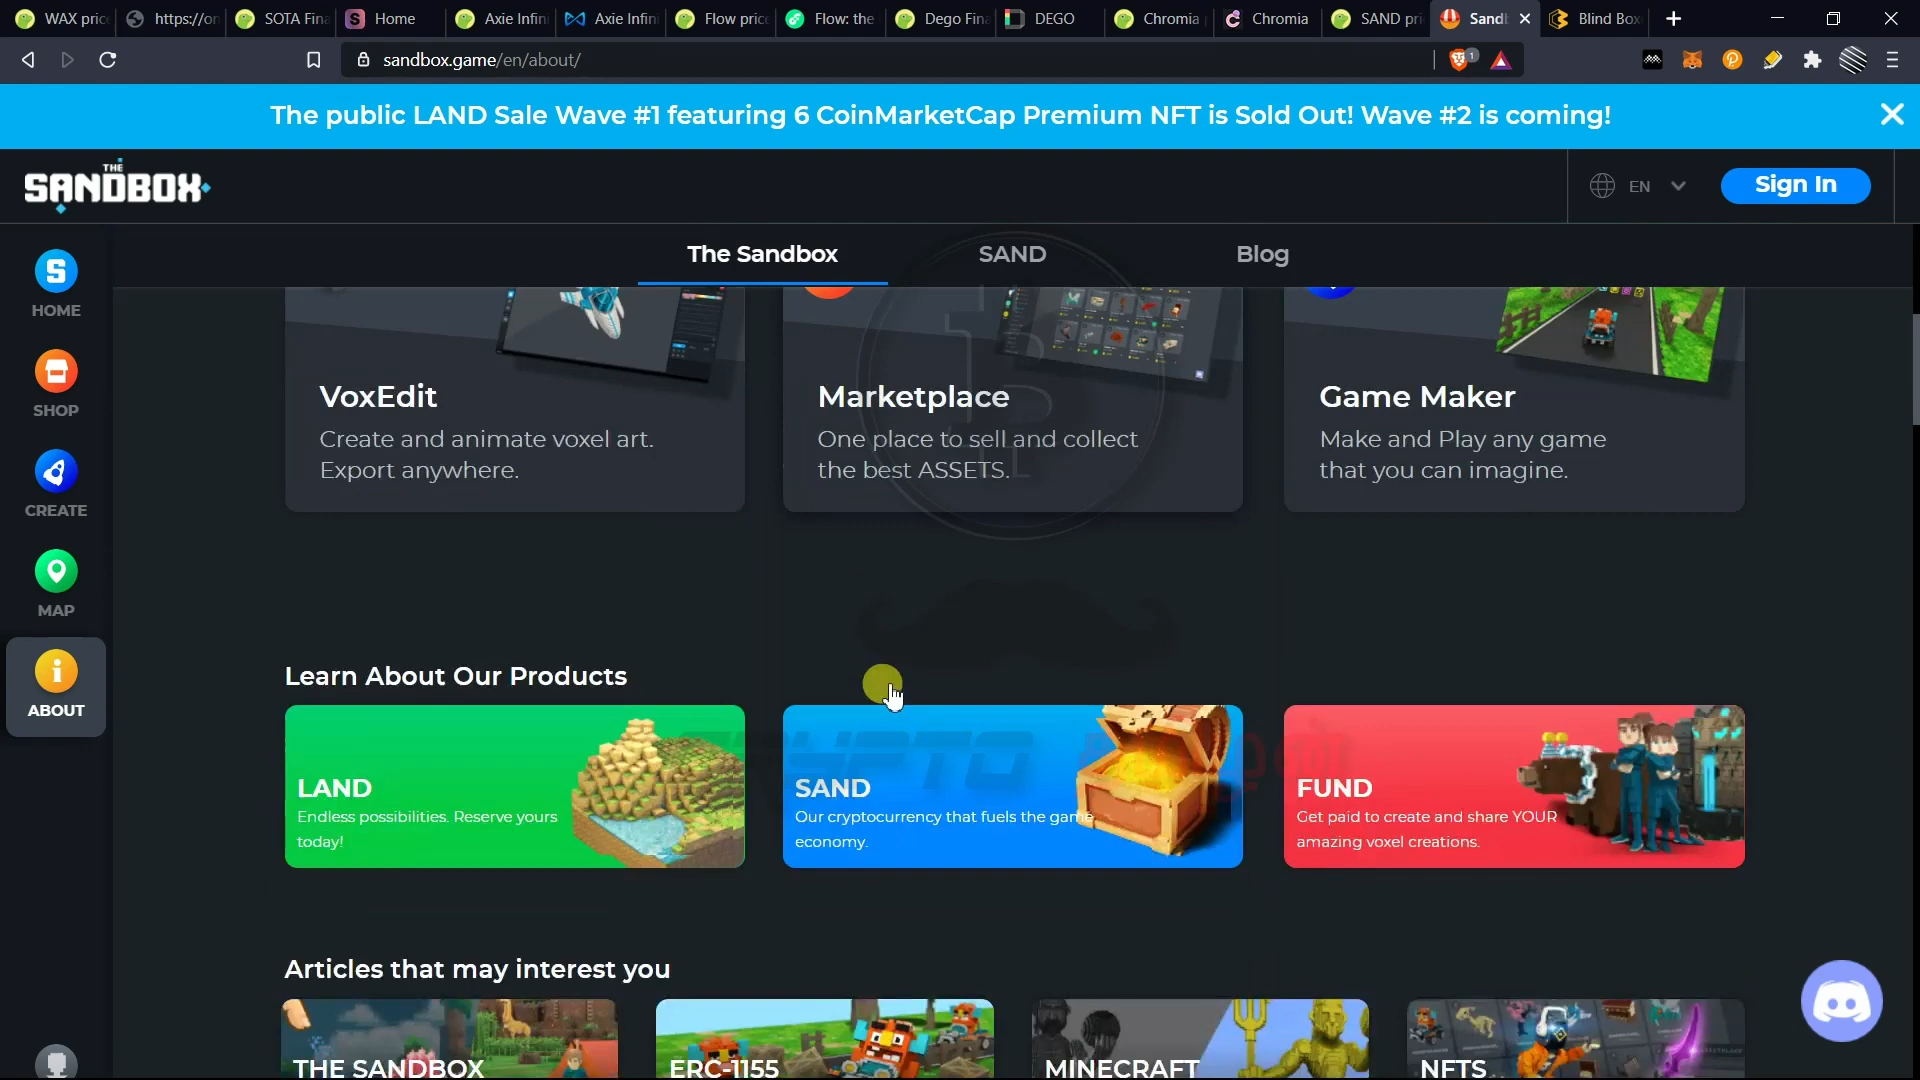 WAX pric
https://on
SOTA Fina
Home
Axie Infini
Axie Infini
Flow price
Flow: the
Dego Fina
DEGO
Chromia
Chromia
SAND pri
Sandb
Blind Box
sandbox.game/en/about/
1
The public LAND Sale Wave #1 featuring 6 CoinMarketCap Premium NFT is Sold Out! Wave #2 is coming!
THE
SANDBOX
EN
Sign In
The Sandbox
SAND
Blog
HOME
SHOP
CREATE
MAP
ABOUT
VoxEdit
Create and animate voxel art.
Export anywhere.
Marketplace
One place to sell and collect
the best ASSETS.
Game Maker
Make and Play any game
that you can imagine.
Learn About Our Products
LAND
Endless possibilities. Reserve yours
today!
SAND
Our cryptocurrency that fuels the game
economy.
FUND
Get paid to create and share YOUR
amazing voxel creations.
CRYPTO
Articles that may interest you
THE SANDBOX
ERC-1155
MINECRAFT
NFTS